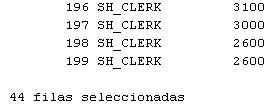 196 SH_CLERK 3100
197 SH_CLERK 3000
198 SH_CLERK 2600
199 SH_CLERK 2600
44 filas seleccionadas